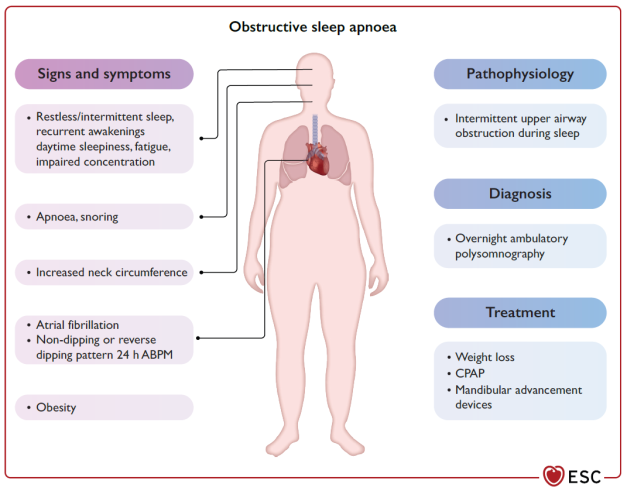 Obstructive sleep apnoea
Signs and symptoms
• Restless/intermittent sleep,
recurrent awakenings
daytime sleepiness, fatigue,
impaired concentration
• Apnoea, snoring
• Increased neck circumference
• Atrial fibrillation
• Non-dipping or reverse
dipping pattern 24 h ABPM
• Obesity
Pathophysiology
• Intermittent upper airway
obstruction during sleep
Diagnosis
• Overnight ambulatory
polysomnography
Treatment
• Weight loss
• CPAP
• Mandibular advancement
devices
ESC